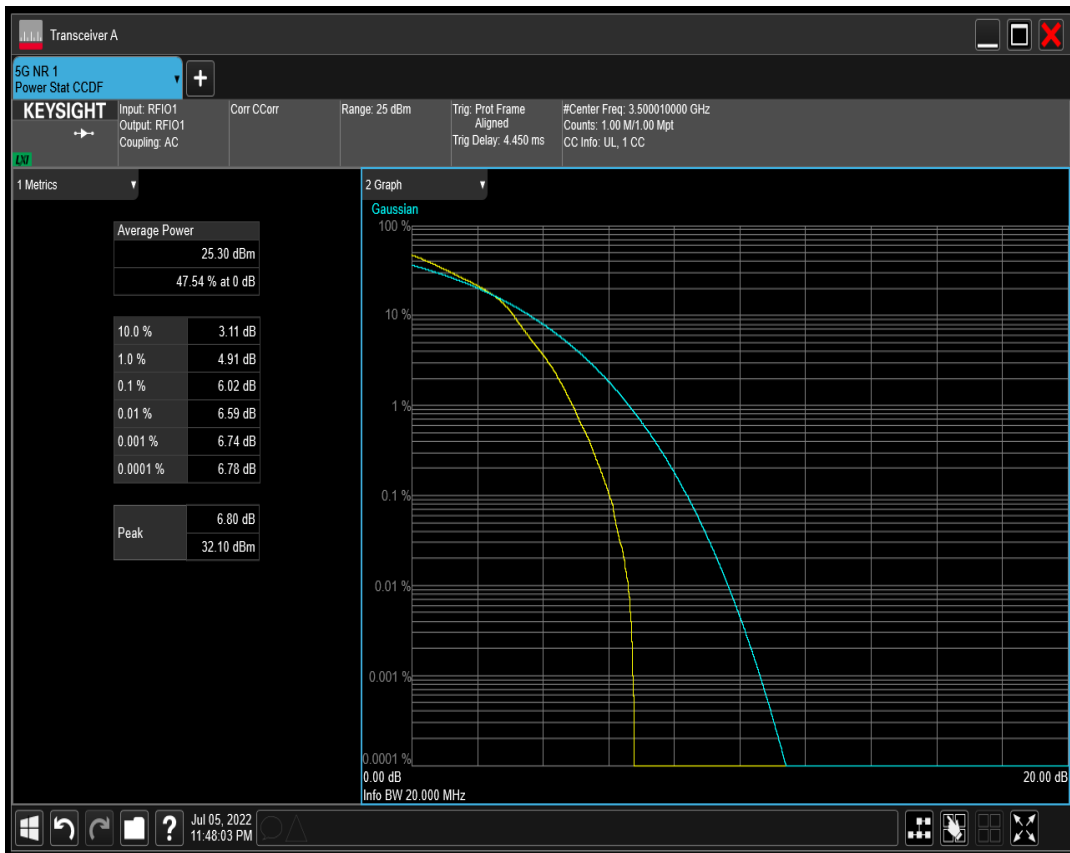 Transceiver A
5G NR 1
Power Stat CCDF
+
KEYSIGHT
LXI
Input: RFIO1
Output: RFIO1
Coupling: AC
Corr CCorr
Range: 25 dBm
Trig: Prot Frame
Aligned
Trig Delay: 4.450 ms
#Center Freq: 3.500010000 GHz
Counts: 1.00 M/1.00 Mpt
CC Info: UL, 1 CC
1 Metrics
Average Power
25.30 dBm
47.54 % at 0 dB
10.0 % 3.11 dB
1.0 % 4.91 dB
0.1 % 6.02 dB
0.01 % 6.59 dB
0.001 % 6.74 dB
0.0001 % 6.78 dB
Peak
6.80 dB
32.10 dBm
2 Graph
Gaussian
100 %
10 %
1 %
0.1 %
0.01 %
0.001 %
0.0001 %
0.00 dB 20.00 dB
Info BW 20.000 MHz
?
Jul 05, 2022
11:48:03 PM